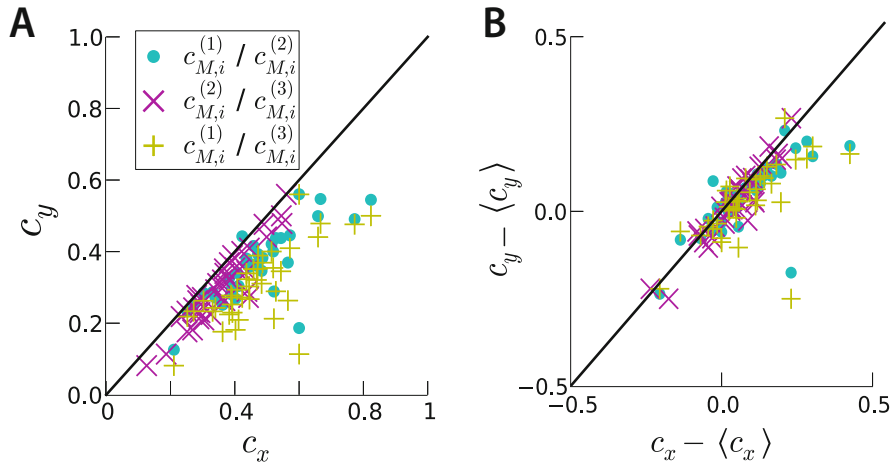 A
1.0
0.8
0.6
0.4
0.2
0.0
0
0.4
0.8
1
c_y
c_x
c_{M,i}^{(1)} / c_{M,i}^{(2)}
c_{M,i}^{(2)} / c_{M,i}^{(3)}
c_{M,i}^{(1)} / c_{M,i}^{(3)}
B
0.5
0.0
−0.5
−0.5
0.0
0.5
c_y − ⟨c_y⟩
c_x − ⟨c_x⟩